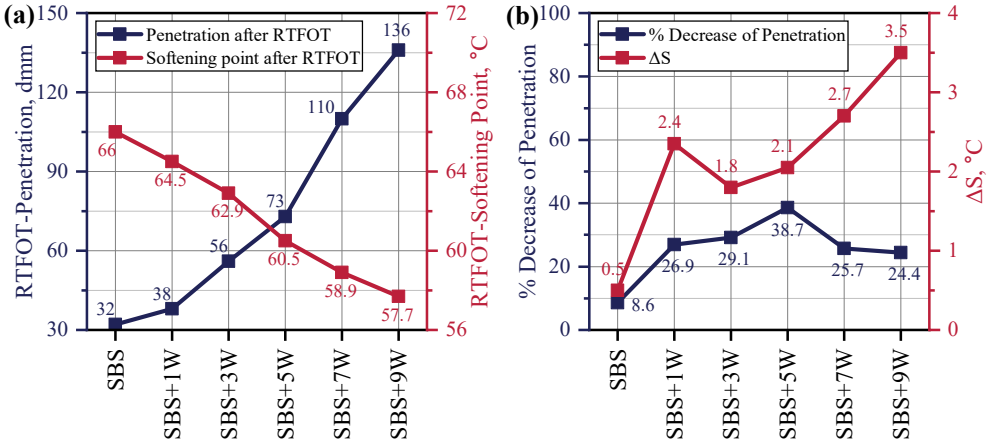 (a)
Penetration after RTFOT
Softening point after RTFOT
RTFOT-Penetration, dmm
150
120
90
60
30
32
38
56
73
110
136
66
64.5
62.9
60.5
58.9
57.7
72
68
64
60
56
RTFOT-Softening Point, °C
SBS
SBS+1W
SBS+3W
SBS+5W
SBS+7W
SBS+9W
(b)
% Decrease of Penetration
ΔS
% Decrease of Penetration
100
80
60
40
20
0
0.5
2.4
1.8
2.1
2.7
3.5
8.6
26.9
29.1
38.7
25.7
24.4
4
3
2
1
0
ΔS, °C
SBS
SBS+1W
SBS+3W
SBS+5W
SBS+7W
SBS+9W